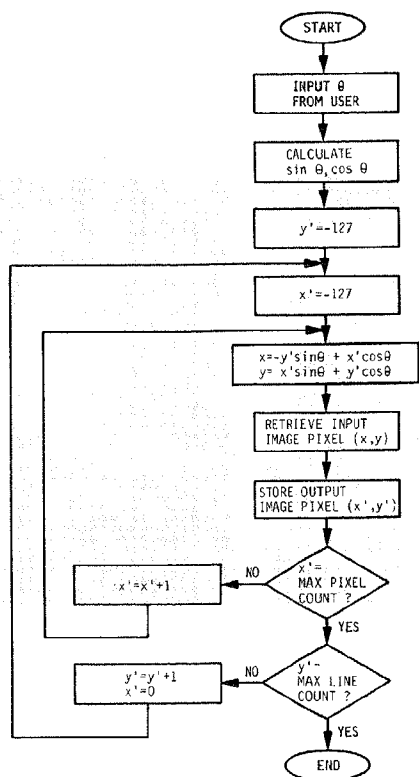 START
INPUT θ
FROM USER
CALCULATE
sin θ,cos θ
y'=-127
x'=-127
x=-y'sinθ + x'cosθ
y= x'sinθ + y'cosθ
RETRIEVE INPUT
IMAGE PIXEL (x,y)
STORE OUTPUT
IMAGE PIXEL (x',y')
x'=
MAX PIXEL
COUNT ?
NO
x'=x'+1
YES
y'=
MAX LINE
COUNT ?
NO
y'=y'+1
x'=0
YES
END